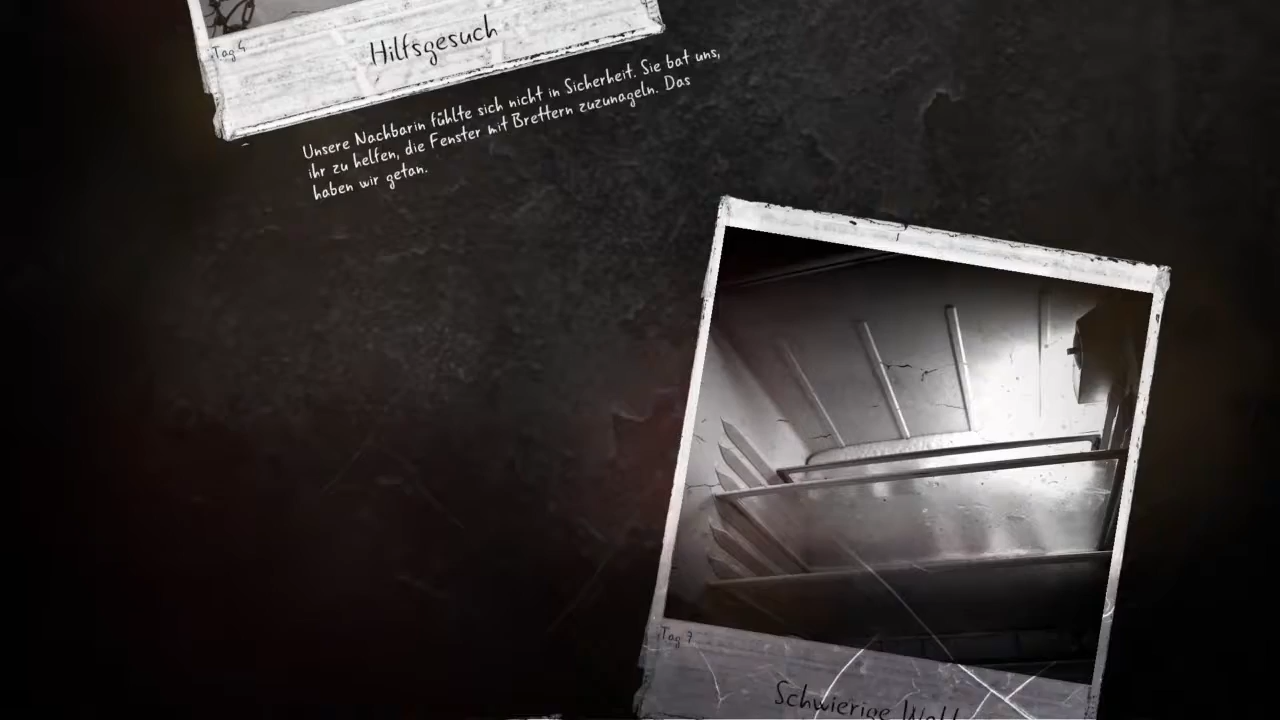 Tag 4
Hilfsgesuch
Unsere Nachbarin fühlte sich nicht in Sicherheit. Sie bat uns,
ihr zu helfen, die Fenster mit Brettern zuzunageln. Das
haben wir getan.
Tag 7
Schwierige